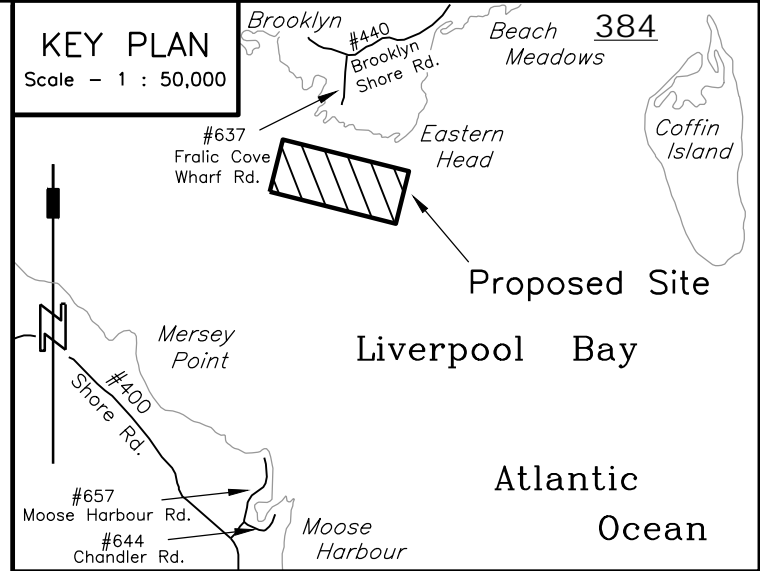 KEY PLAN
Scale - 1 : 50,000
Brooklyn
#440
Brooklyn
Shore Rd.
Beach
Meadows
384
#637
Fralic Cove
Wharf Rd.
Eastern
Head
Coffin
Island
Proposed Site
Mersey
Point
Liverpool Bay
#400
Shore Rd.
Atlantic
Ocean
#657
Moose Harbour Rd.
#644
Chandler Rd.
Moose
Harbour